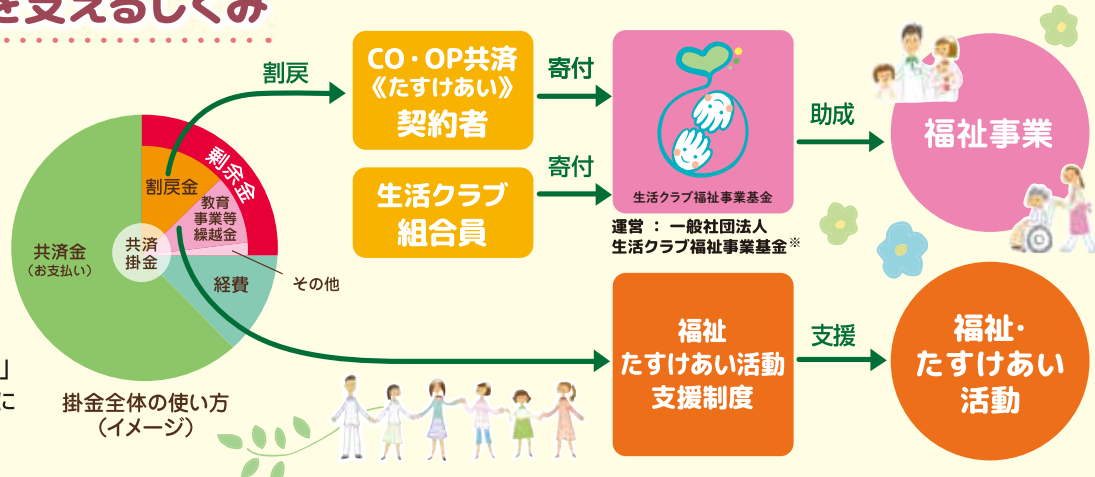 を支えるしくみ
割戻
CO・OP共済
《たすけあい》
契約者
寄付
生活クラブ福祉事業基金
助成
福祉事業
生活クラブ
組合員
寄付
運営 ： 一般社団法人
生活クラブ福祉事業基金※
剰余金
割戻金
教育
事業等
繰越金
共済金
（お支払い）
共済
掛金
経費
その他
」
に
掛金全体の使い方
（イメージ）
福祉
たすけあい活動
支援制度
支援
福祉・
たすけあい
活動